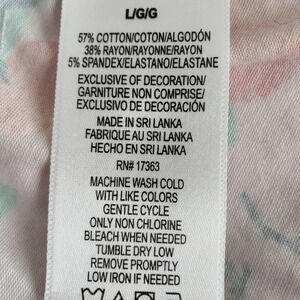 L/G/G
57% COTTON/COTON/ALGODÓN
38% RAYON/RAYONNE/RAYON
5% SPANDEX/ELASTANO/ELASTANE
EXCLUSIVE OF DECORATION/
GARNITURE NON COMPRISE/
EXCLUSIVO DE DECORACIÓN
MADE IN SRI LANKA
FABRIQUE AU SRI LANKA
HECHO EN SRI LANKA
RN# 17363
MACHINE WASH COLD
WITH LIKE COLORS
GENTLE CYCLE
ONLY NON CHLORINE
BLEACH WHEN NEEDED
TUMBLE DRY LOW
REMOVE PROMPTLY
LOW IRON IF NEEDED